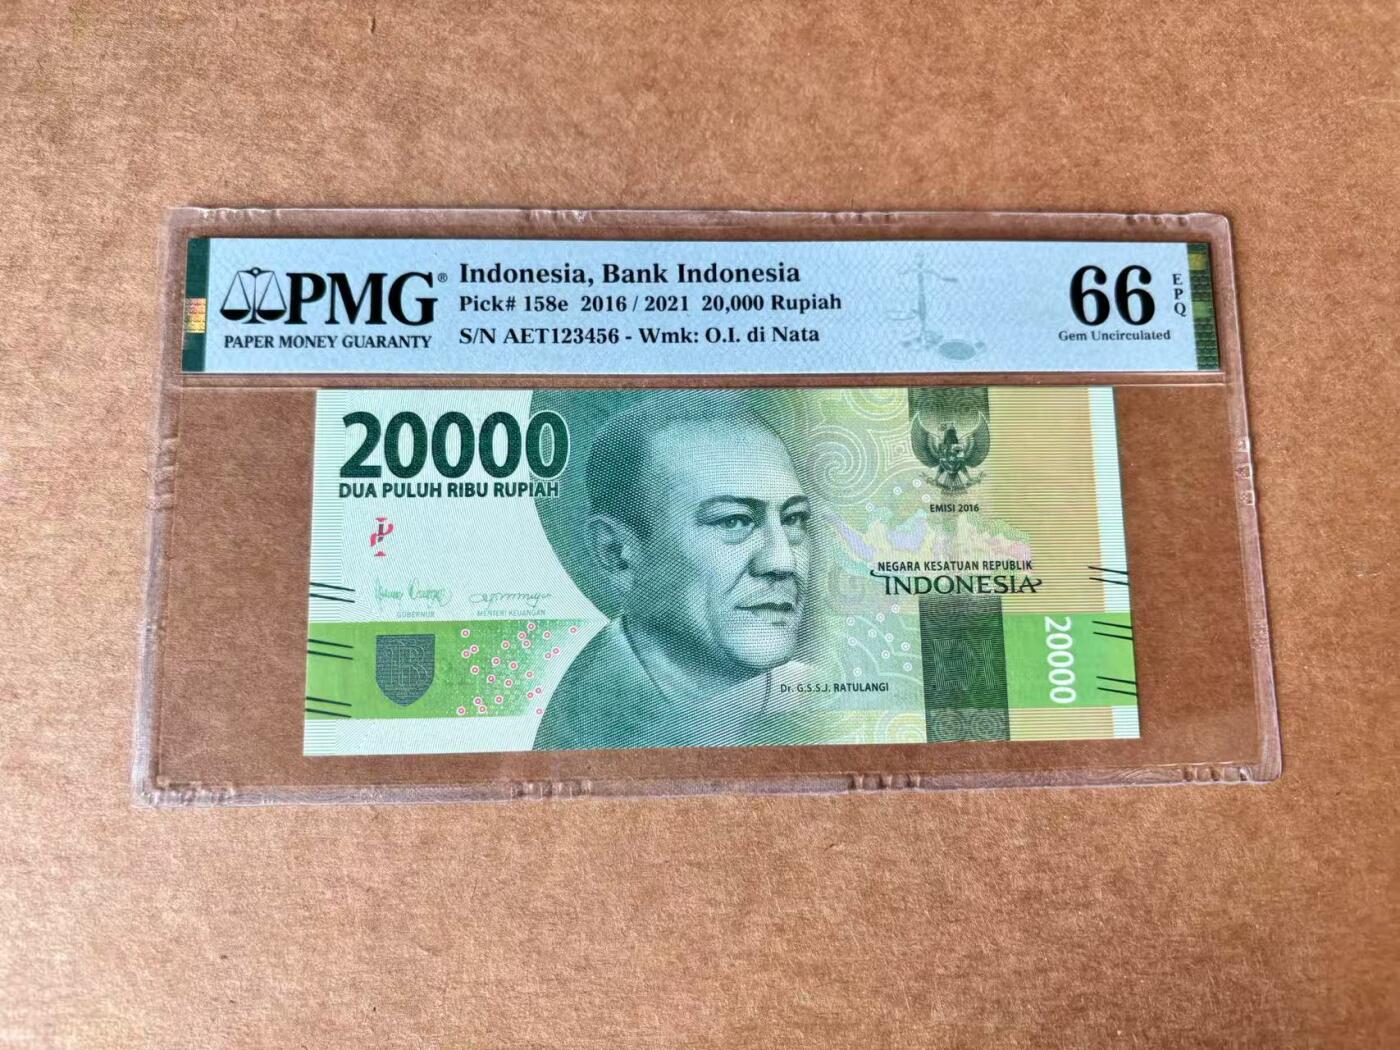 PMG®
PAPER MONEY GUARANTY
Indonesia, Bank Indonesia
Pick# 158e 2016 / 2021 20,000 Rupiah
S/N AET123456 - Wmk: O.I. di Nata
66
EPQ
Gem Uncirculated
20000
DUA PULUH RIBU RUPIAH
EMISI 2016
NEGARA KESATUAN REPUBLIK
INDONESIA
GUBERNUR
MENTERI KEUANGAN
20000
Dr. G.S.S.J. RATULANGI